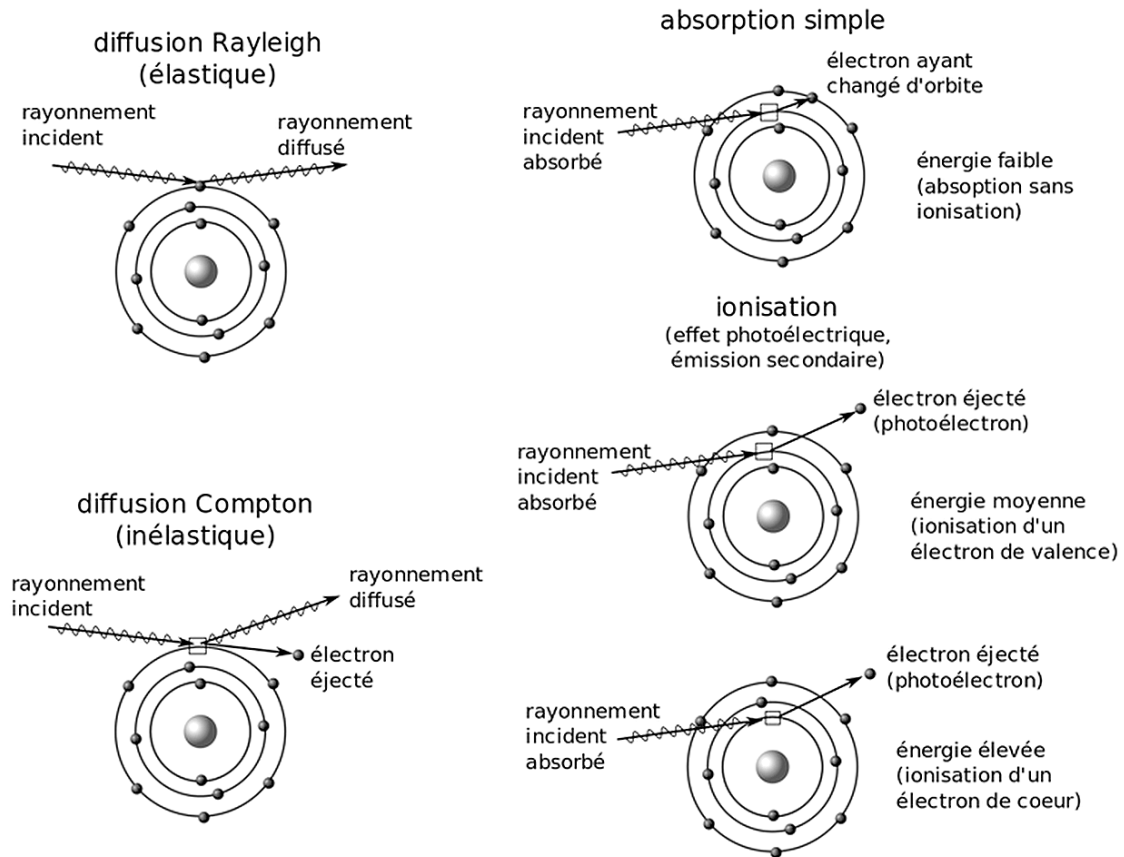 diffusion Rayleigh
(élastique)
rayonnement
incident
rayonnement
diffusé
diffusion Compton
(inélastique)
rayonnement
incident
rayonnement
diffusé
électron
éjecté
absorption simple
électron ayant
changé d'orbite
rayonnement
incident
absorbé
énergie faible
(absoption sans
ionisation)
ionisation
(effet photoélectrique,
émission secondaire)
électron éjecté
(photoélectron)
rayonnement
incident
absorbé
énergie moyenne
(ionisation d'un
électron de valence)
électron éjecté
(photoélectron)
rayonnement
incident
absorbé
énergie élevée
(ionisation d'un
électron de coeur)